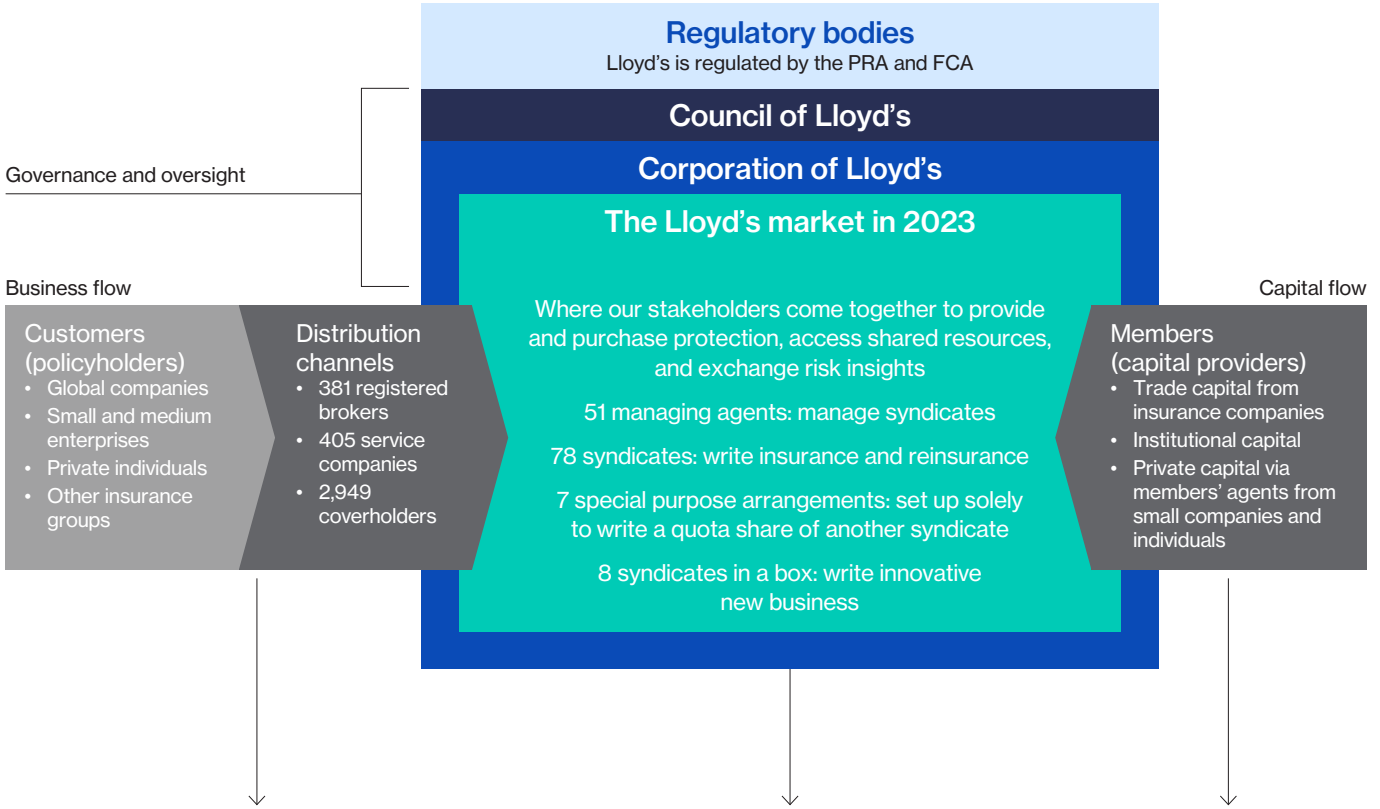 Regulatory bodies
Lloyd’s is regulated by the PRA and FCA
Council of Lloyd’s
Corporation of Lloyd’s
Governance and oversight
The Lloyd’s market in 2023
Where our stakeholders come together to provide
and purchase protection, access shared resources,
and exchange risk insights
51 managing agents: manage syndicates
78 syndicates: write insurance and reinsurance
7 special purpose arrangements: set up solely
to write a quota share of another syndicate
8 syndicates in a box: write innovative
new business
Business flow
Customers
(policyholders)
• Global companies
• Small and medium
enterprises
• Private individuals
• Other insurance
groups
Distribution
channels
• 381 registered
brokers
• 405 service
companies
• 2,949
coverholders
Capital flow
Members
(capital providers)
• Trade capital from
insurance companies
• Institutional capital
• Private capital via
members’ agents from
small companies and
individuals